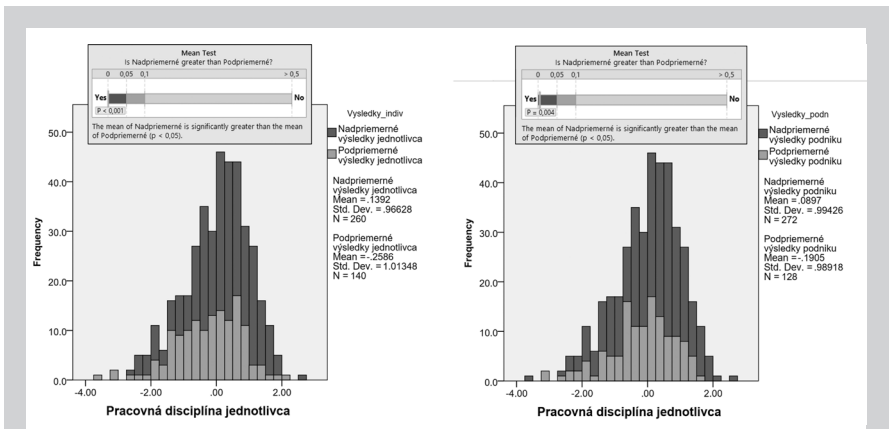 Mean Test
Is Nadpriemerné greater than Podpriemerné?
0 0,05 0,1 > 0,5
Yes No
P < 0,001
The mean of Nadpriemerné is significantly greater than the mean
of Podpriemerné (p < 0,05).
Vysledky_indiv
Nadpriemerné
výsledky jednotlivca
Podpriemerné
výsledky jednotlivca
Nadpriemerné
výsledky jednotlivca
Mean =.1392
Std. Dev. =.96628
N = 260
Podpriemerné
výsledky jednotlivca
Mean =-.2586
Std. Dev. =1.01348
N = 140
Frequency
50.0
40.0
30.0
20.0
10.0
0.0
-4.00 -2.00 .00 2.00
Pracovná disciplína jednotlivca
Mean Test
Is Nadpriemerné greater than Podpriemerné?
0 0,05 0,1 > 0,5
Yes No
P = 0,004
The mean of Nadpriemerné is significantly greater than the mean
of Podpriemerné (p < 0,05).
Vysledky_podn
Nadpriemerné
výsledky podniku
Podpriemerné
výsledky podniku
Nadpriemerné
výsledky podniku
Mean =.0897
Std. Dev. =.99426
N = 272
Podpriemerné
výsledky podniku
Mean =-.1905
Std. Dev. =.98918
N = 128
Frequency
50.0
40.0
30.0
20.0
10.0
0.0
-4.00 -2.00 .00 2.00
Pracovná disciplína jednotlivca